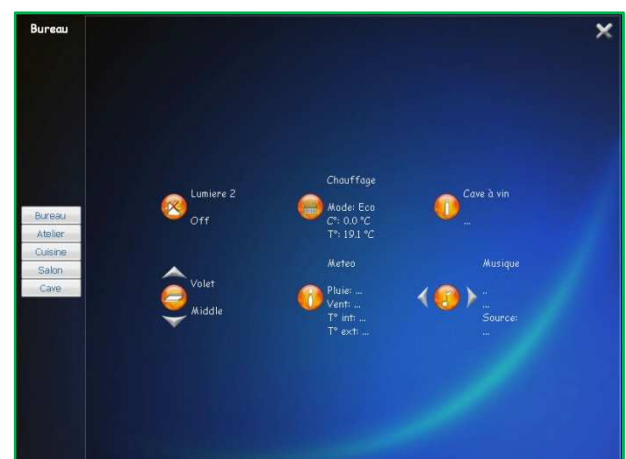 Bureau
Bureau
Atelier
Cuisine
Salon
Cave
Lumiere 2
Off
Chauffage
Mode: Eco
C°: 0.0 °C
T°: 19.1 °C
Cave à vin
...
Volet
Middle
Meteo
Pluie: ...
Vent: ...
T° int: ...
T° ext: ...
Musique
..
...
Source:
...